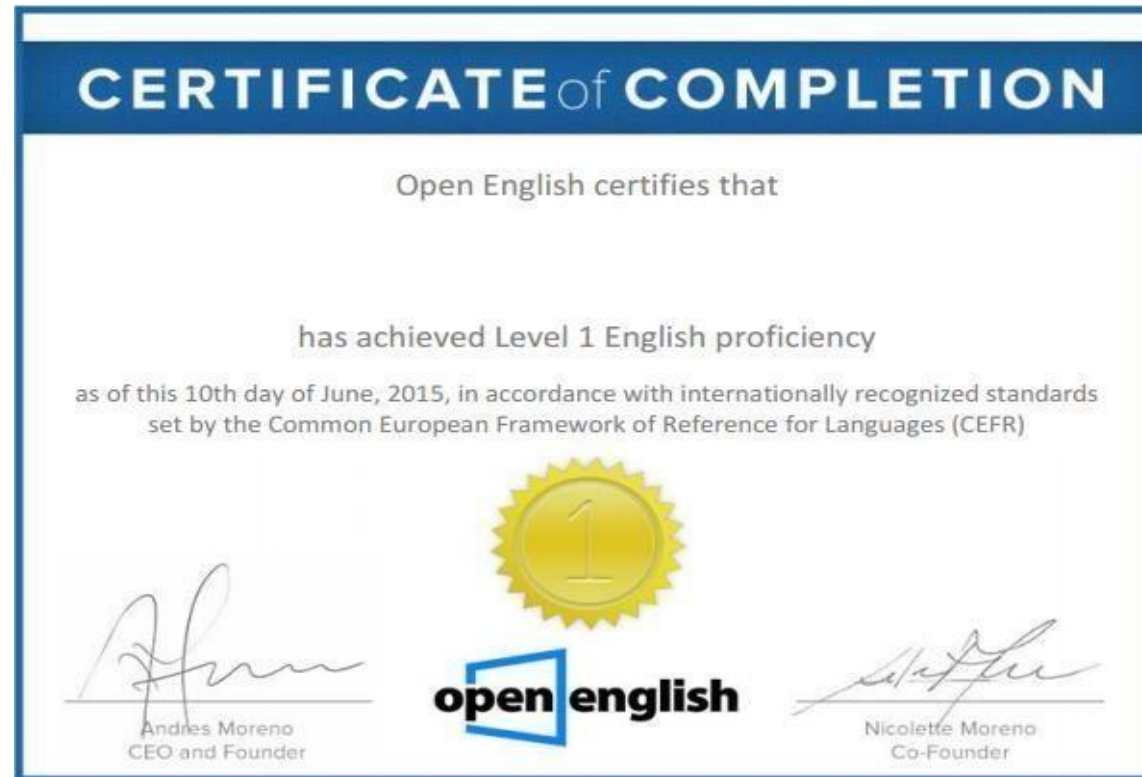 CERTIFICATE of COMPLETION
Open English certifies that
has achieved Level 1 English proficiency
as of this 10th day of June, 2015, in accordance with internationally recognized standards
set by the Common European Framework of Reference for Languages (CEFR)
1
open english
Andres Moreno
CEO and Founder
Nicolette Moreno
Co-Founder